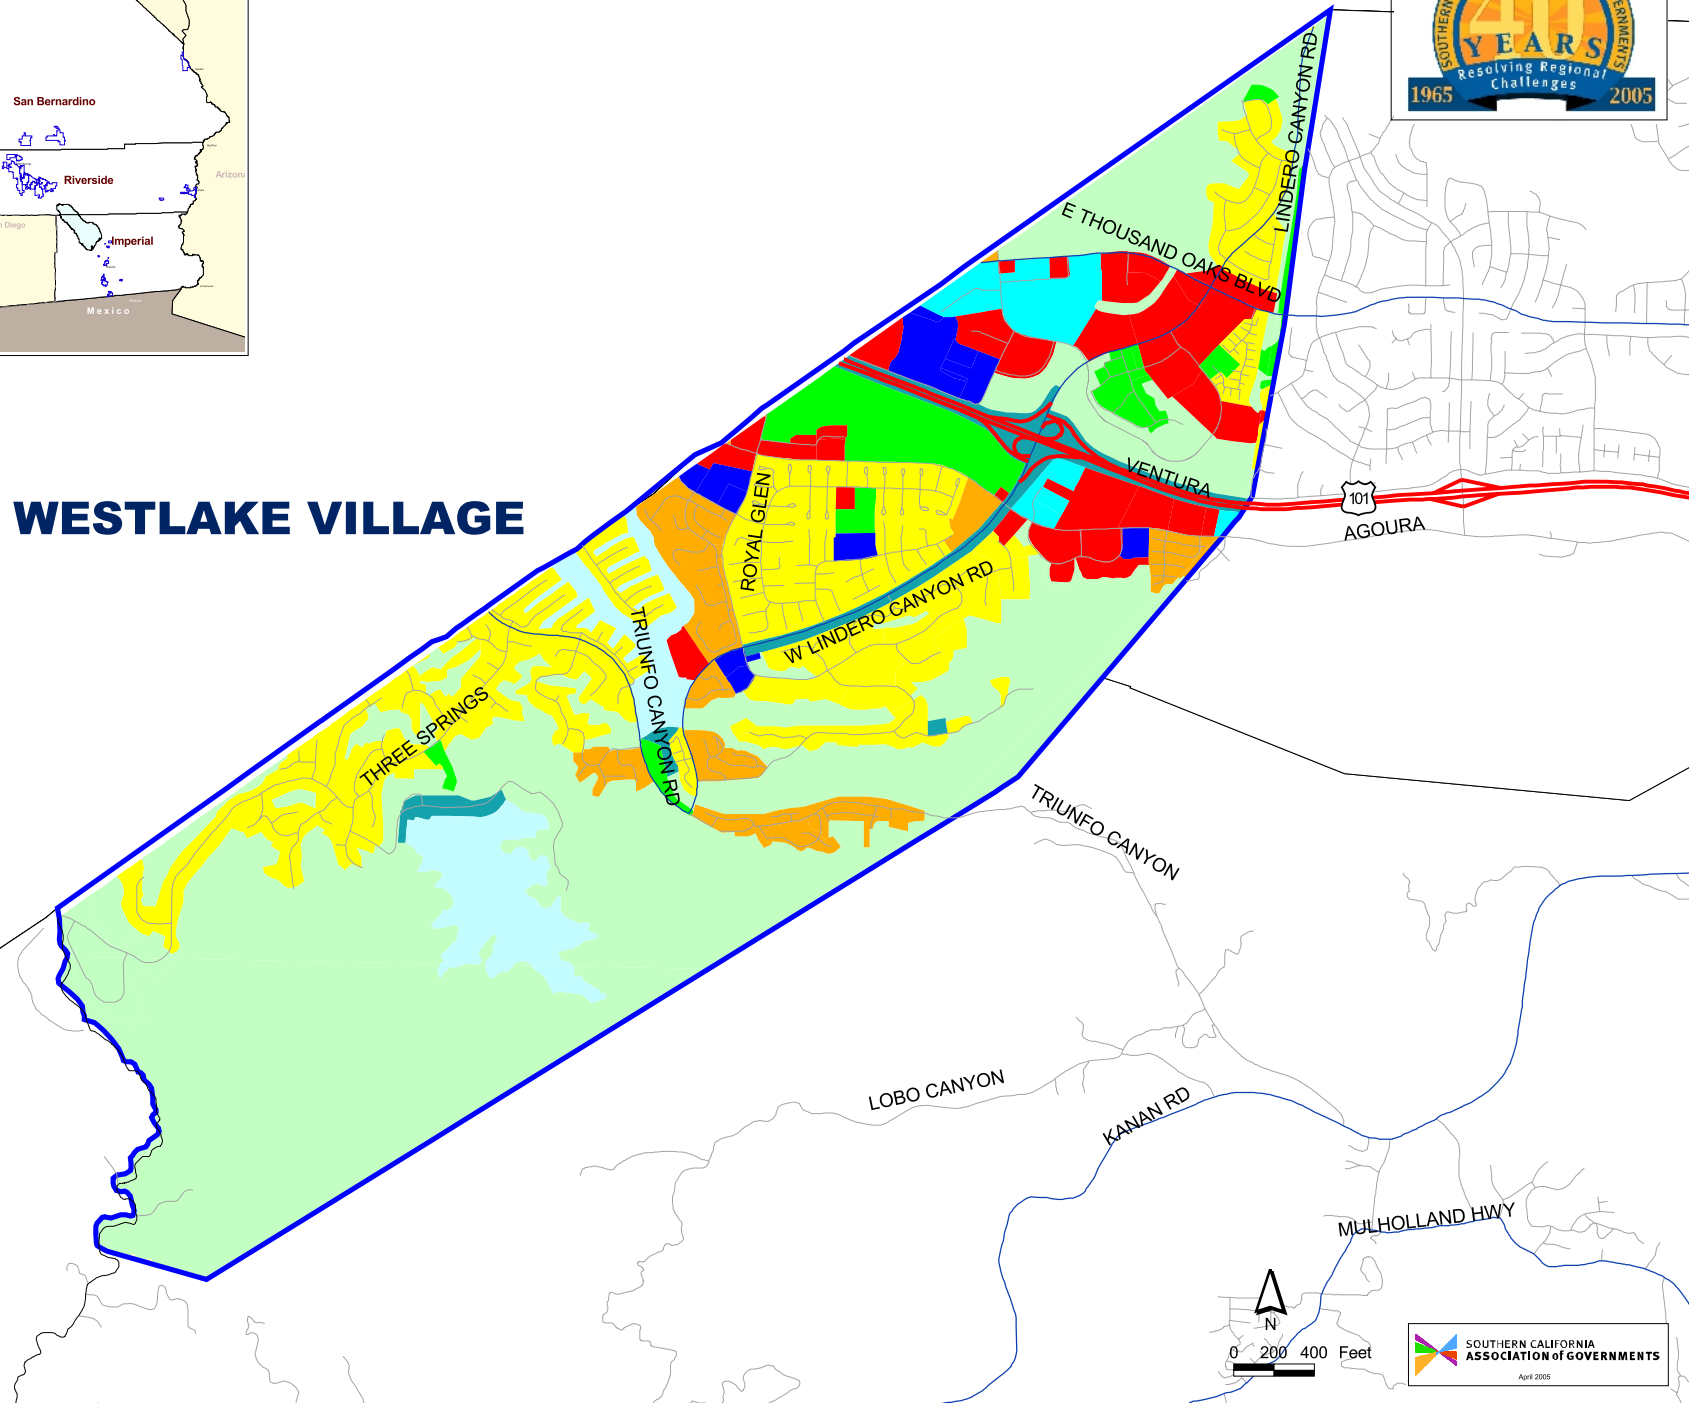 San Bernardino
Riverside
Arizona
n Diego
Imperial
Mexico
SOUTHERN
ERNMENTS
40
YEARS
Resolving Regional
Challenges
1965
2005
WESTLAKE VILLAGE
LINDERO CANYON RD
E THOUSAND OAKS BLVD
VENTURA
101
AGOURA
ROYAL GLEN
W LINDERO CANYON RD
TRIUNFO CANYON RD
THREE SPRINGS
TRIUNFO CANYON
LOBO CANYON
KANAN RD
MULHOLLAND HWY
N
0 200 400 Feet
SOUTHERN CALIFORNIA
ASSOCIATION of GOVERNMENTS
April 2005